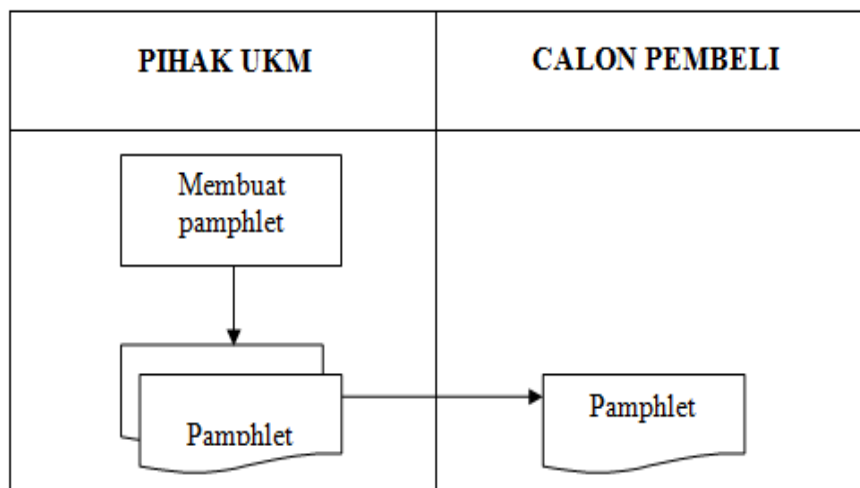 PIHAK UKM
CALON PEMBELI
Membuat
pamphlet
Pamphlet
Pamphlet